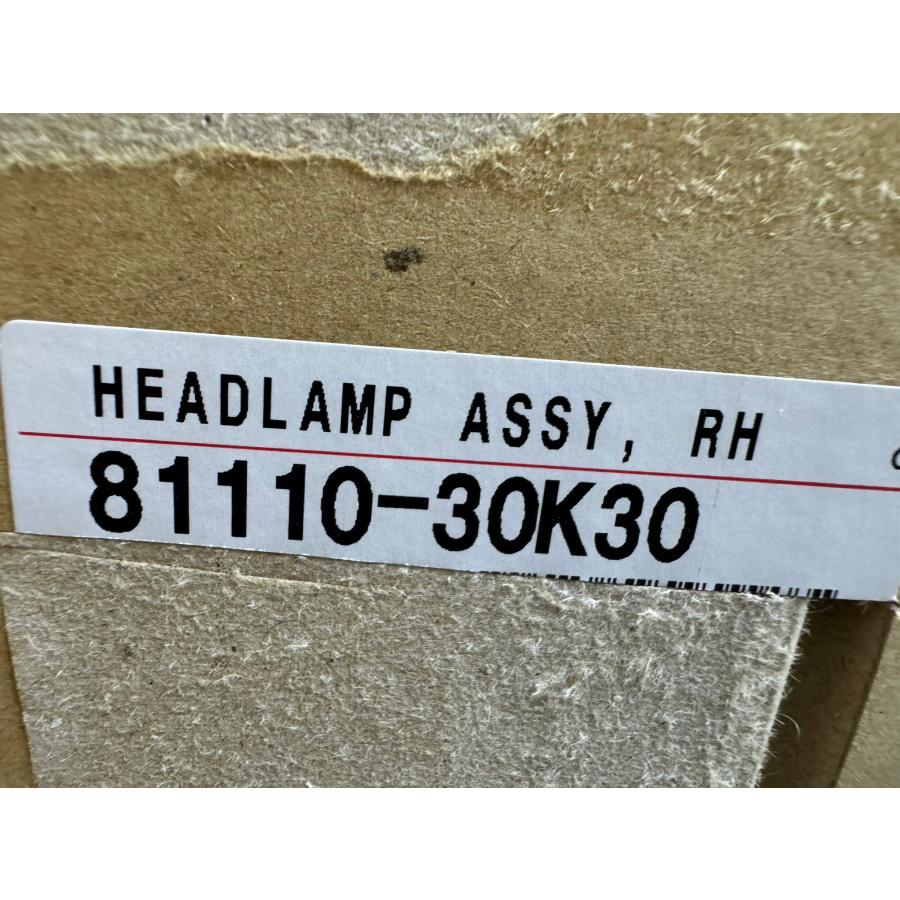 HEADLAMP ASSY, RH
81110-30K30